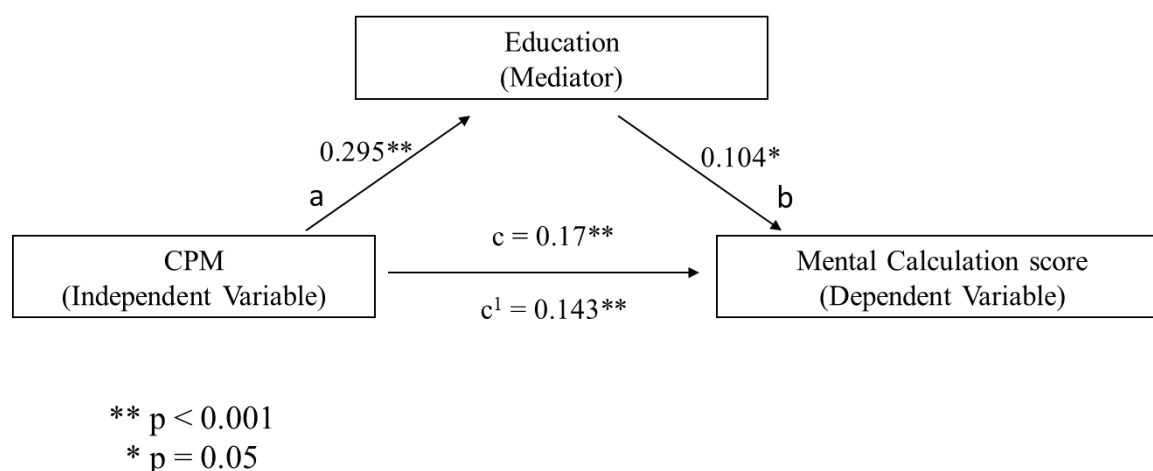 Education
(Mediator)
0.295**
0.104*
a
b
c = 0.17**
CPM
(Independent Variable)
Mental Calculation score
(Dependent Variable)
c¹ = 0.143**
** p < 0.001
* p = 0.05